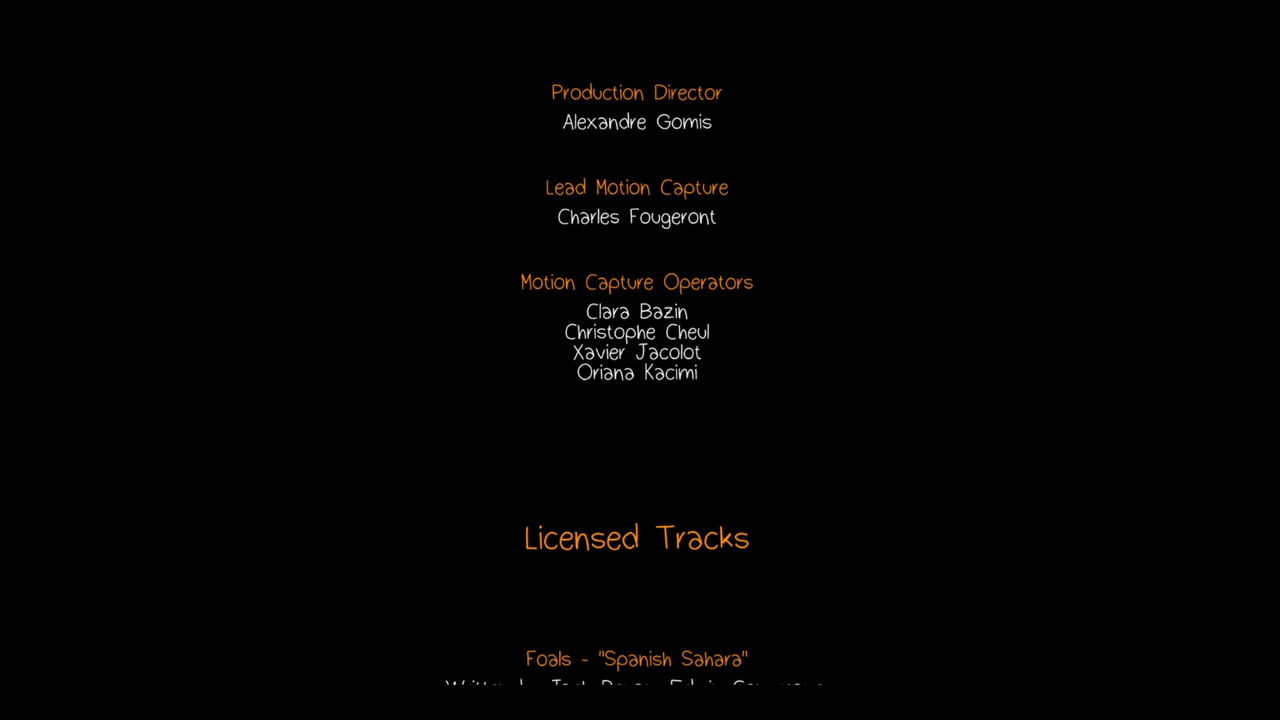 Production Director
Alexandre Gomis
Lead Motion Capture
Charles Fougeront
Motion Capture Operators
Clara Bazin
Christophe Cheul
Xavier Jacolot
Oriana Kacimi
Licensed Tracks
Foals - "Spanish Sahara"